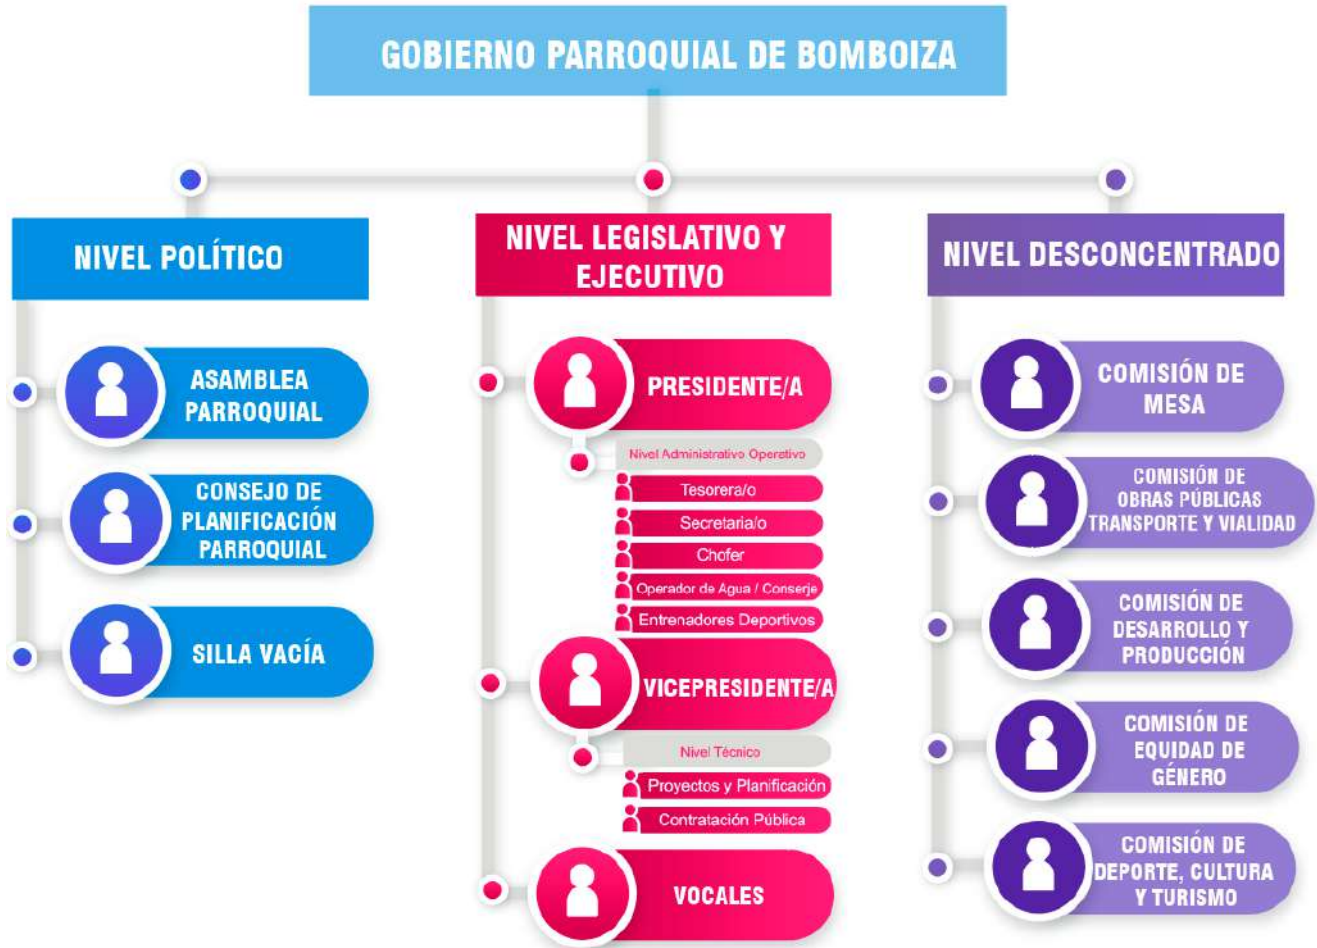 GOBIERNO PARROQUIAL DE BOMBOIZA
NIVEL POLÍTICO
ASAMBLEA
PARROQUIAL
CONSEJO DE
PLANIFICACIÓN
PARROQUIAL
SILLA VACÍA
NIVEL LEGISLATIVO Y
EJECUTIVO
PRESIDENTE/A
Nivel Administrativo Operativo
Tesorera/o
Secretaria/o
Chofer
Operador de Agua / Conserje
Entrenadores Deportivos
VICEPRESIDENTE/A
Nivel Técnico
Proyectos y Planificación
Contratación Pública
VOCALES
NIVEL DESCONCENTRADO
COMISIÓN DE
MESA
COMISIÓN DE
OBRAS PÚBLICAS
TRANSPORTE Y VIALIDAD
COMISIÓN DE
DESARROLLO Y
PRODUCCIÓN
COMISIÓN DE
EQUIDAD DE
GÉNERO
COMISIÓN DE
DEPORTE, CULTURA
Y TURISMO